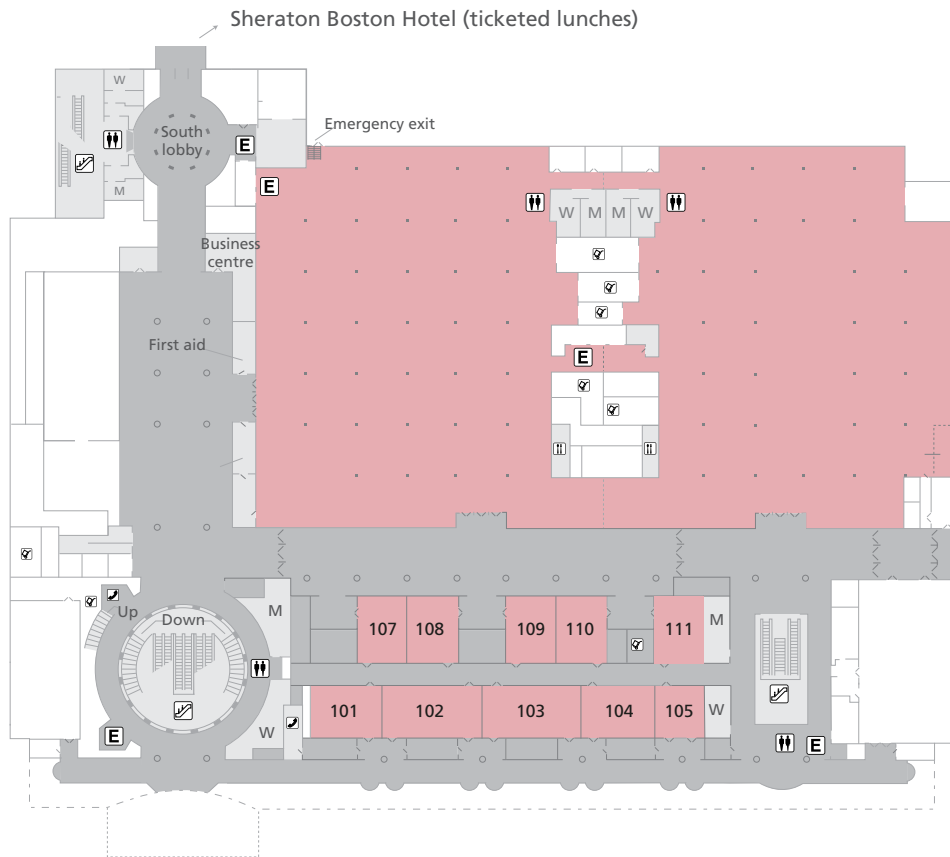 Sheraton Boston Hotel (ticketed lunches)
W
South
lobby
E
Emergency exit
M
E
W
M
M
W
Business
centre
First aid
E
Up
Down
M
107
108
109
110
111
M
101
102
103
104
105
W
W
E
E